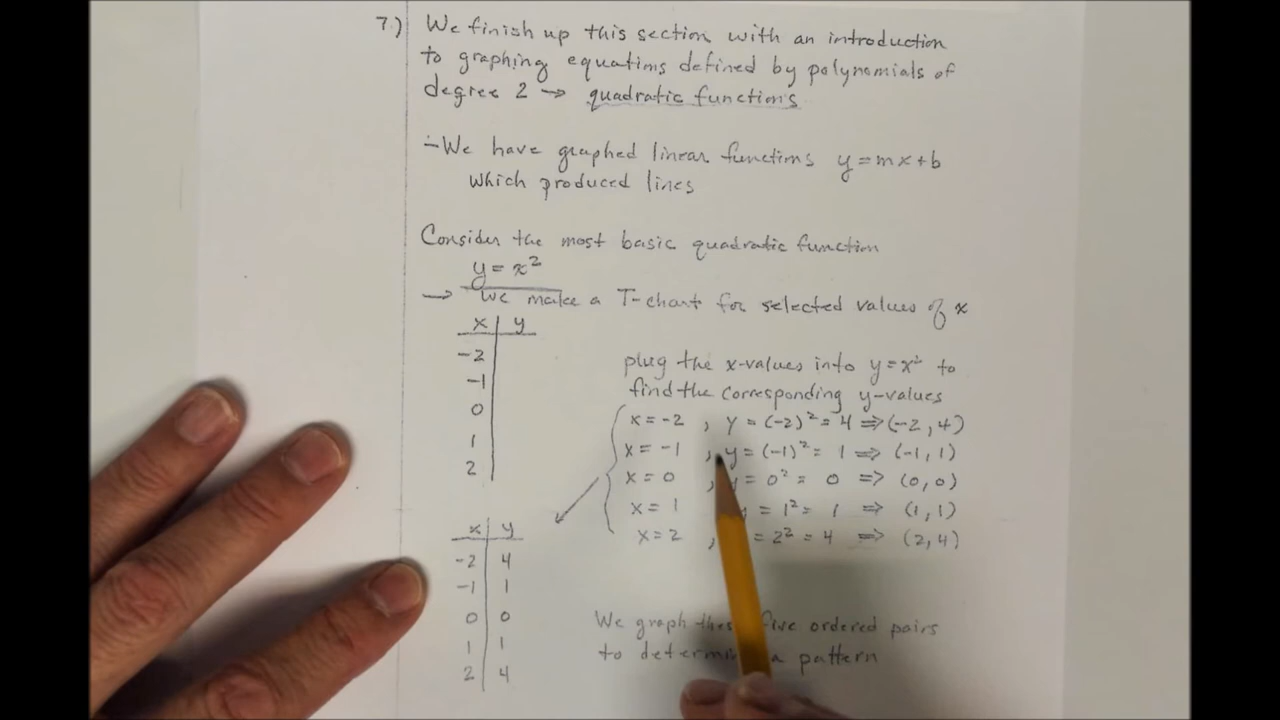 7.) We finish up this section with an introduction
to graphing equations defined by polynomials of
degree 2 → quadratic functions
- We have graphed linear functions y = mx + b
which produced lines
Consider the most basic quadratic function
y = x²
→ We make a T-chart for selected values of x
x y
-2
-1
0
1
2
plug the x-values into y = x² to
find the corresponding y-values
x = -2 , y = (-2)² = 4 ⇒ (-2, 4)
x = -1 , y = (-1)² = 1 ⇒ (-1, 1)
x = 0 , = 0² = 0 ⇒ (0, 0)
x = 1 = 1² = 1 ⇒ (1, 1)
x = 2 , = 2² = 4 ⇒ (2, 4)
x y
-2 4
-1 1
0 0
1 1
2 4
We graph these five ordered pairs
to determine a pattern